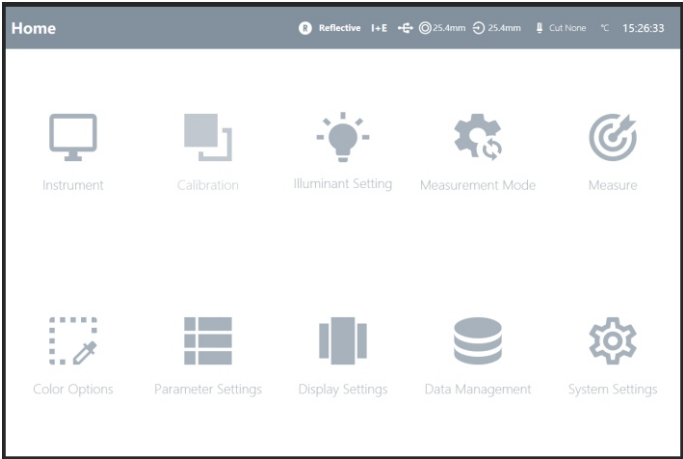 Home R Reflective I+E 25.4mm 25.4mm Cut None °C 15:26:33
Instrument Calibration Illuminant Setting Measurement Mode Measure
Color Options Parameter Settings Display Settings Data Management System Settings